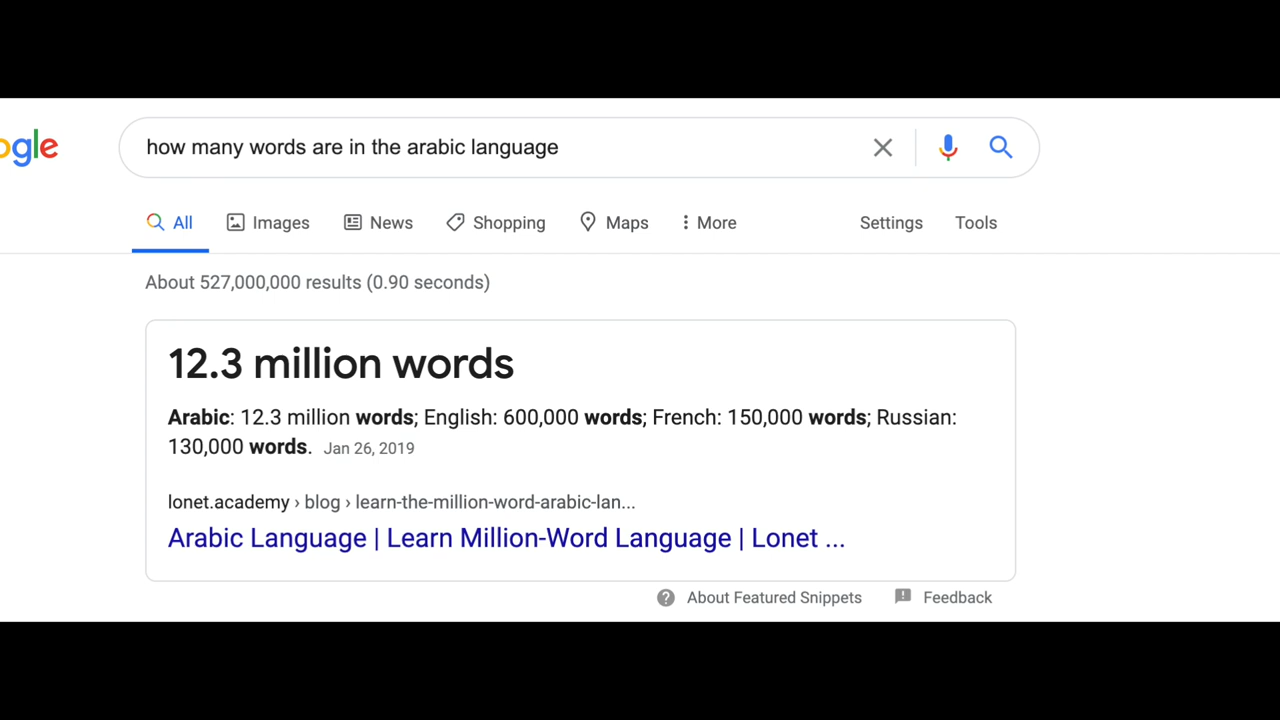 ogle
how many words are in the arabic language
All Images News Shopping Maps More Settings Tools
About 527,000,000 results (0.90 seconds)
12.3 million words
Arabic: 12.3 million words; English: 600,000 words; French: 150,000 words; Russian:
130,000 words. Jan 26, 2019
lonet.academy › blog › learn-the-million-word-arabic-lan...
Arabic Language | Learn Million-Word Language | Lonet ...
About Featured Snippets Feedback